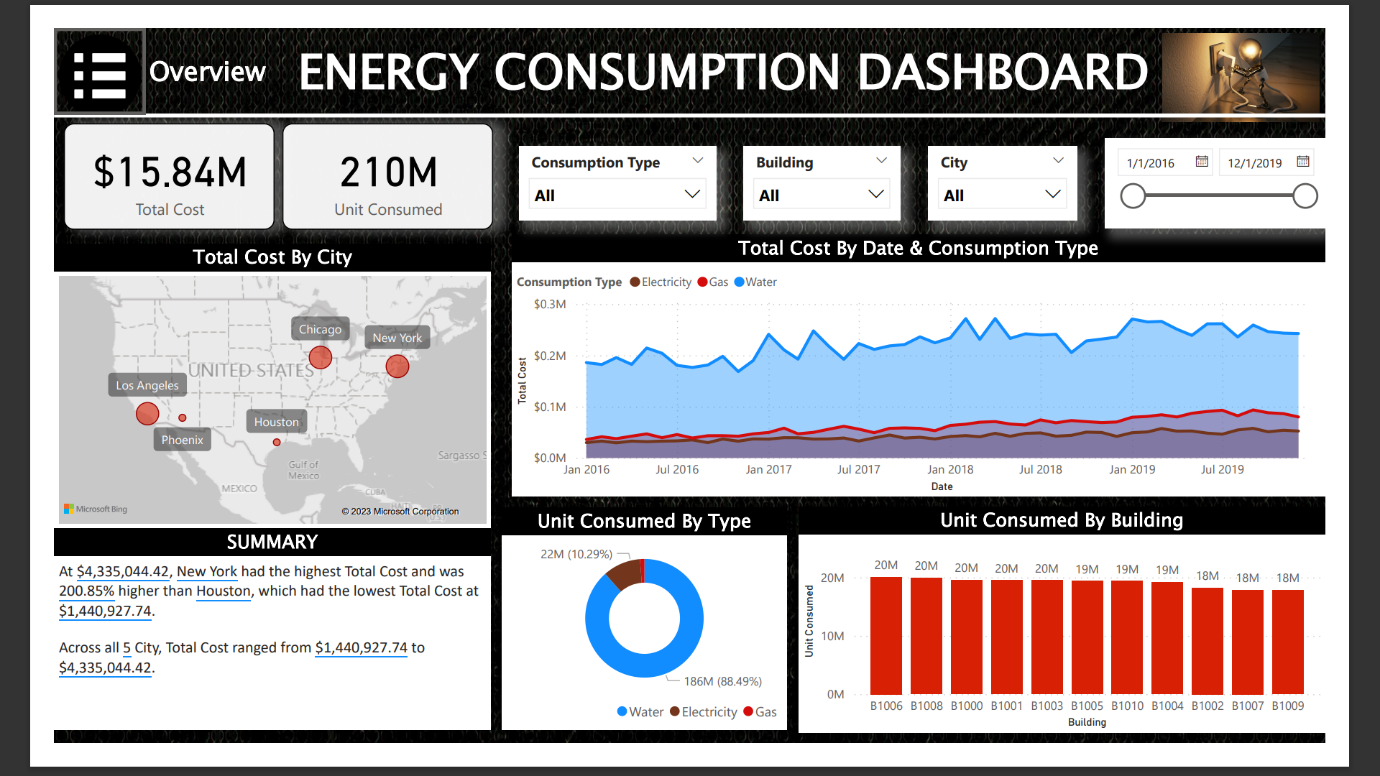 Overview
ENERGY CONSUMPTION DASHBOARD
$15.84M
Total Cost
210M
Unit Consumed
Consumption Type
All
Building
All
City
All
1/1/2016
12/1/2019
Total Cost By City
Chicago
New York
UNITED STATES
Los Angeles
Houston
Phoenix
Gulf of
Mexico
Sargasso S
MEXICO
CUBA
Microsoft Bing
© 2023 Microsoft Corporation
Total Cost By Date & Consumption Type
Consumption Type Electricity Gas Water
$0.3M
$0.2M
$0.1M
$0.0M
Total Cost
Jan 2016 Jul 2016 Jan 2017 Jul 2017 Jan 2018 Jul 2018 Jan 2019 Jul 2019
Date
SUMMARY
At $4,335,044.42, New York had the highest Total Cost and was
200.85% higher than Houston, which had the lowest Total Cost at
$1,440,927.74.
Across all 5 City, Total Cost ranged from $1,440,927.74 to
$4,335,044.42.
Unit Consumed By Type
22M (10.29%)
186M (88.49%)
Water Electricity Gas
Unit Consumed By Building
20M 20M 20M 20M 20M 19M 19M 19M 18M 18M 18M
20M
10M
0M
Unit Consumed
B1006 B1008 B1000 B1001 B1003 B1005 B1010 B1004 B1002 B1007 B1009
Building